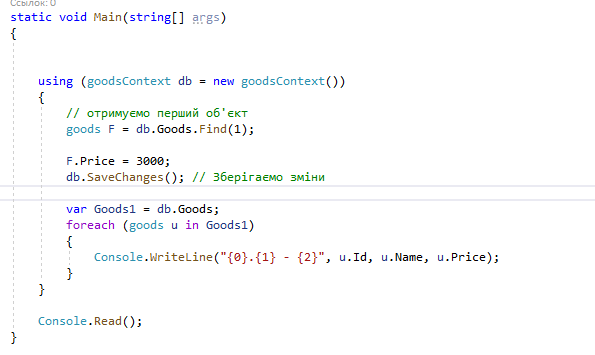 Ссылок: 0
static void Main(string[] args)
{
using (goodsContext db = new goodsContext())
{
// отримуємо перший об'єкт
goods F = db.Goods.Find(1);
F.Price = 3000;
db.SaveChanges(); // Зберігаємо зміни
var Goods1 = db.Goods;
foreach (goods u in Goods1)
{
Console.WriteLine("{0}.{1} - {2}", u.Id, u.Name, u.Price);
}
}
Console.Read();
}